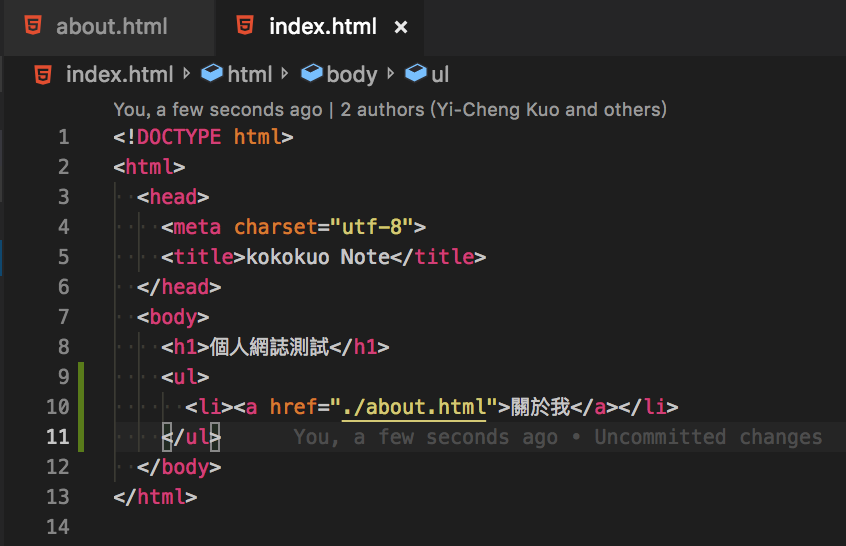 about.html index.html ×
index.html html body ul
You, a few seconds ago | 2 authors (Yi-Cheng Kuo and others)
1 <!DOCTYPE html>
2 <html>
3 <head>
4 <meta charset="utf-8">
5 <title>kokokuo Note</title>
6 </head>
7 <body>
8 <h1>個人網誌測試</h1>
9 <ul>
10 <li><a href="./about.html">關於我</a></li>
11 </ul> You, a few seconds ago • Uncommitted changes
12 </body>
13 </html>
14